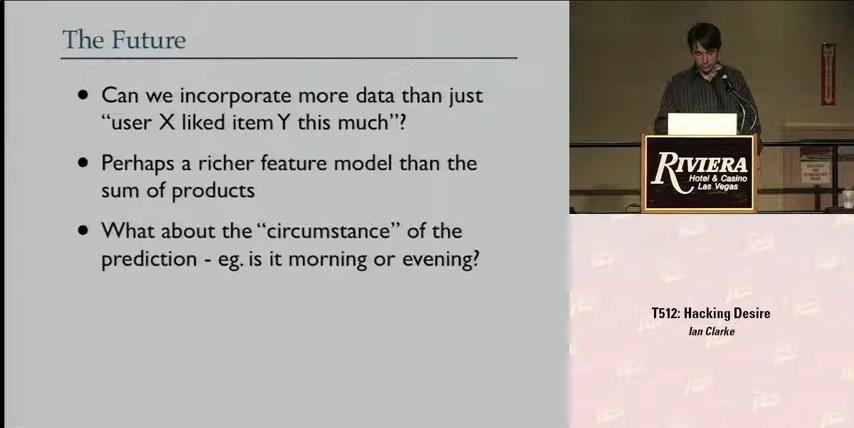 The Future
• Can we incorporate more data than just
“user X liked item Y this much”?
• Perhaps a richer feature model than the
sum of products
• What about the “circumstance” of the
prediction - eg. is it morning or evening?
RIVIERA
Hotel & Casino
Las Vegas
T512: Hacking Desire
Ian Clarke